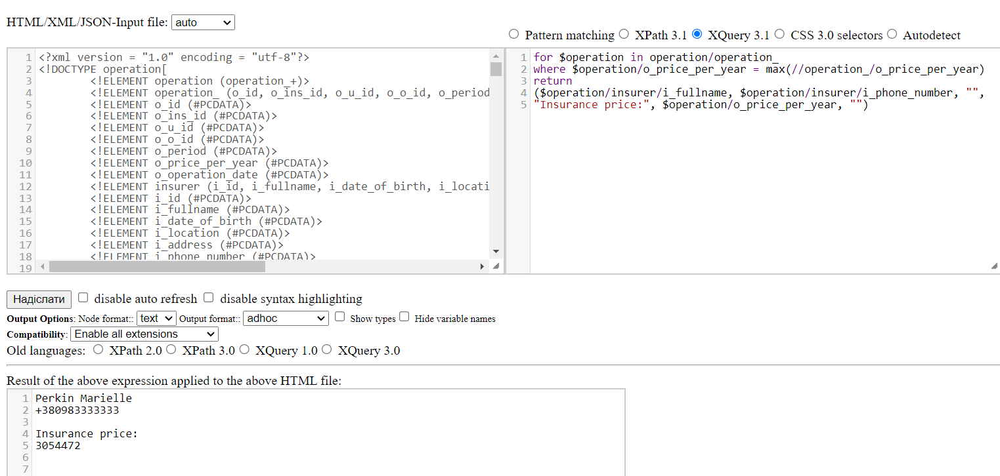 HTML/XML/JSON-Input file: auto
Pattern matching XPath 3.1 XQuery 3.1 CSS 3.0 selectors Autodetect
1 <?xml version = "1.0" encoding = "utf-8"?>
2 <!DOCTYPE operation[
3 <!ELEMENT operation (operation_+)>
4 <!ELEMENT operation_ (o_id, o_ins_id, o_u_id, o_o_id, o_period
5 <!ELEMENT o_id (#PCDATA)>
6 <!ELEMENT o_ins_id (#PCDATA)>
7 <!ELEMENT o_u_id (#PCDATA)>
8 <!ELEMENT o_o_id (#PCDATA)>
9 <!ELEMENT o_period (#PCDATA)>
10 <!ELEMENT o_price_per_year (#PCDATA)>
11 <!ELEMENT o_operation_date (#PCDATA)>
12 <!ELEMENT insurer (i_id, i_fullname, i_date_of_birth, i_locati
13 <!ELEMENT i_id (#PCDATA)>
14 <!ELEMENT i_fullname (#PCDATA)>
15 <!ELEMENT i_date_of_birth (#PCDATA)>
16 <!ELEMENT i_location (#PCDATA)>
17 <!ELEMENT i_address (#PCDATA)>
18 <!ELEMENT i_phone_number (#PCDATA)>
19
1 for $operation in operation/operation_
2 where $operation/o_price_per_year = max(//operation_/o_price_per_year)
3 return
4 ($operation/insurer/i_fullname, $operation/insurer/i_phone_number, "",
5 "Insurance price:", $operation/o_price_per_year, "")
Надіслати disable auto refresh disable syntax highlighting
Output Options: Node format:: text Output format:: adhoc Show types Hide variable names
Compatibility: Enable all extensions
Old languages: XPath 2.0 XPath 3.0 XQuery 1.0 XQuery 3.0
Result of the above expression applied to the above HTML file:
1 Perkin Marielle
2 +380983333333
3
4 Insurance price:
5 3054472
6
7